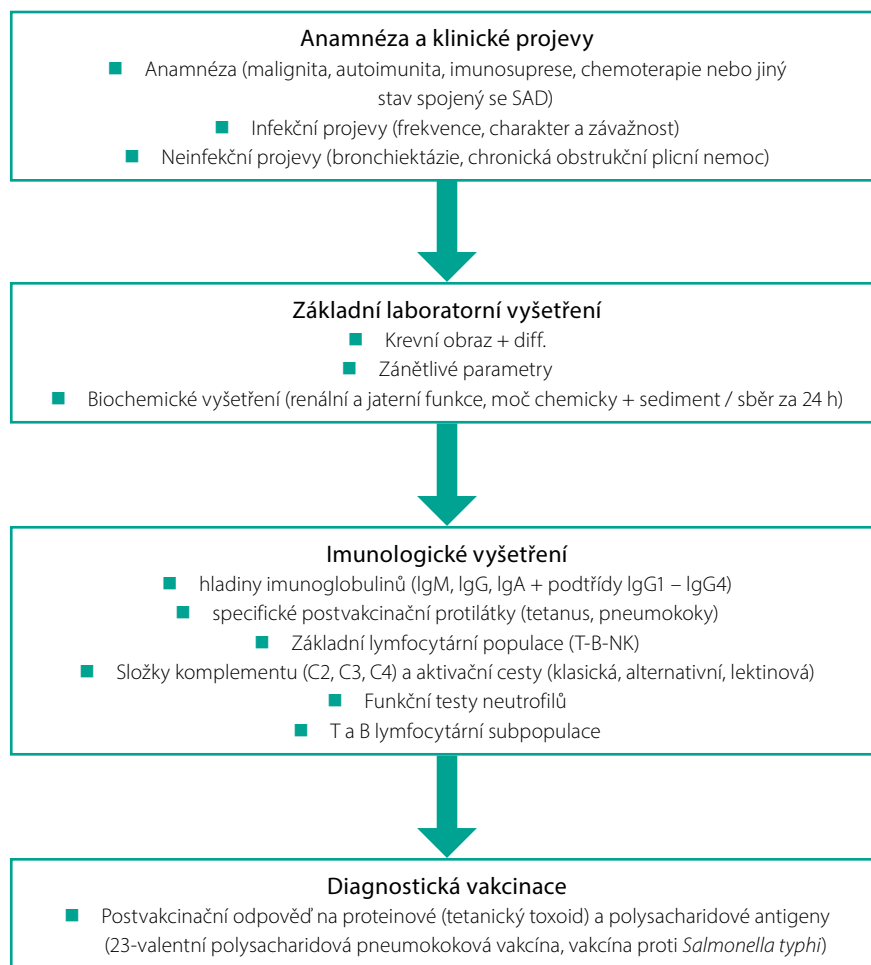 Anamnéza a klinické projevy
■ Anamnéza (malignita, autoimunita, imunosuprese, chemoterapie nebo jiný
stav spojený se SAD)
■ Infekční projevy (frekvence, charakter a závažnost)
■ Neinfekční projevy (bronchiektázie, chronická obstrukční plicní nemoc)
Základní laboratorní vyšetření
■ Krevní obraz + diff.
■ Zánětlivé parametry
■ Biochemické vyšetření (renální a jaterní funkce, moč chemicky + sediment / sběr za 24 h)
Imunologické vyšetření
■ hladiny imunoglobulinů (IgM, IgG, IgA + podtřídy IgG1 – IgG4)
■ specifické postvakcinační protilátky (tetanus, pneumokoky)
■ Základní lymfocytární populace (T-B-NK)
■ Složky komplementu (C2, C3, C4) a aktivační cesty (klasická, alternativní, lektinová)
■ Funkční testy neutrofilů
■ T a B lymfocytární subpopulace
Diagnostická vakcinace
■ Postvakcinační odpověď na proteinové (tetanický toxoid) a polysacharidové antigeny
(23-valentní polysacharidová pneumokoková vakcína, vakcína proti Salmonella typhi)